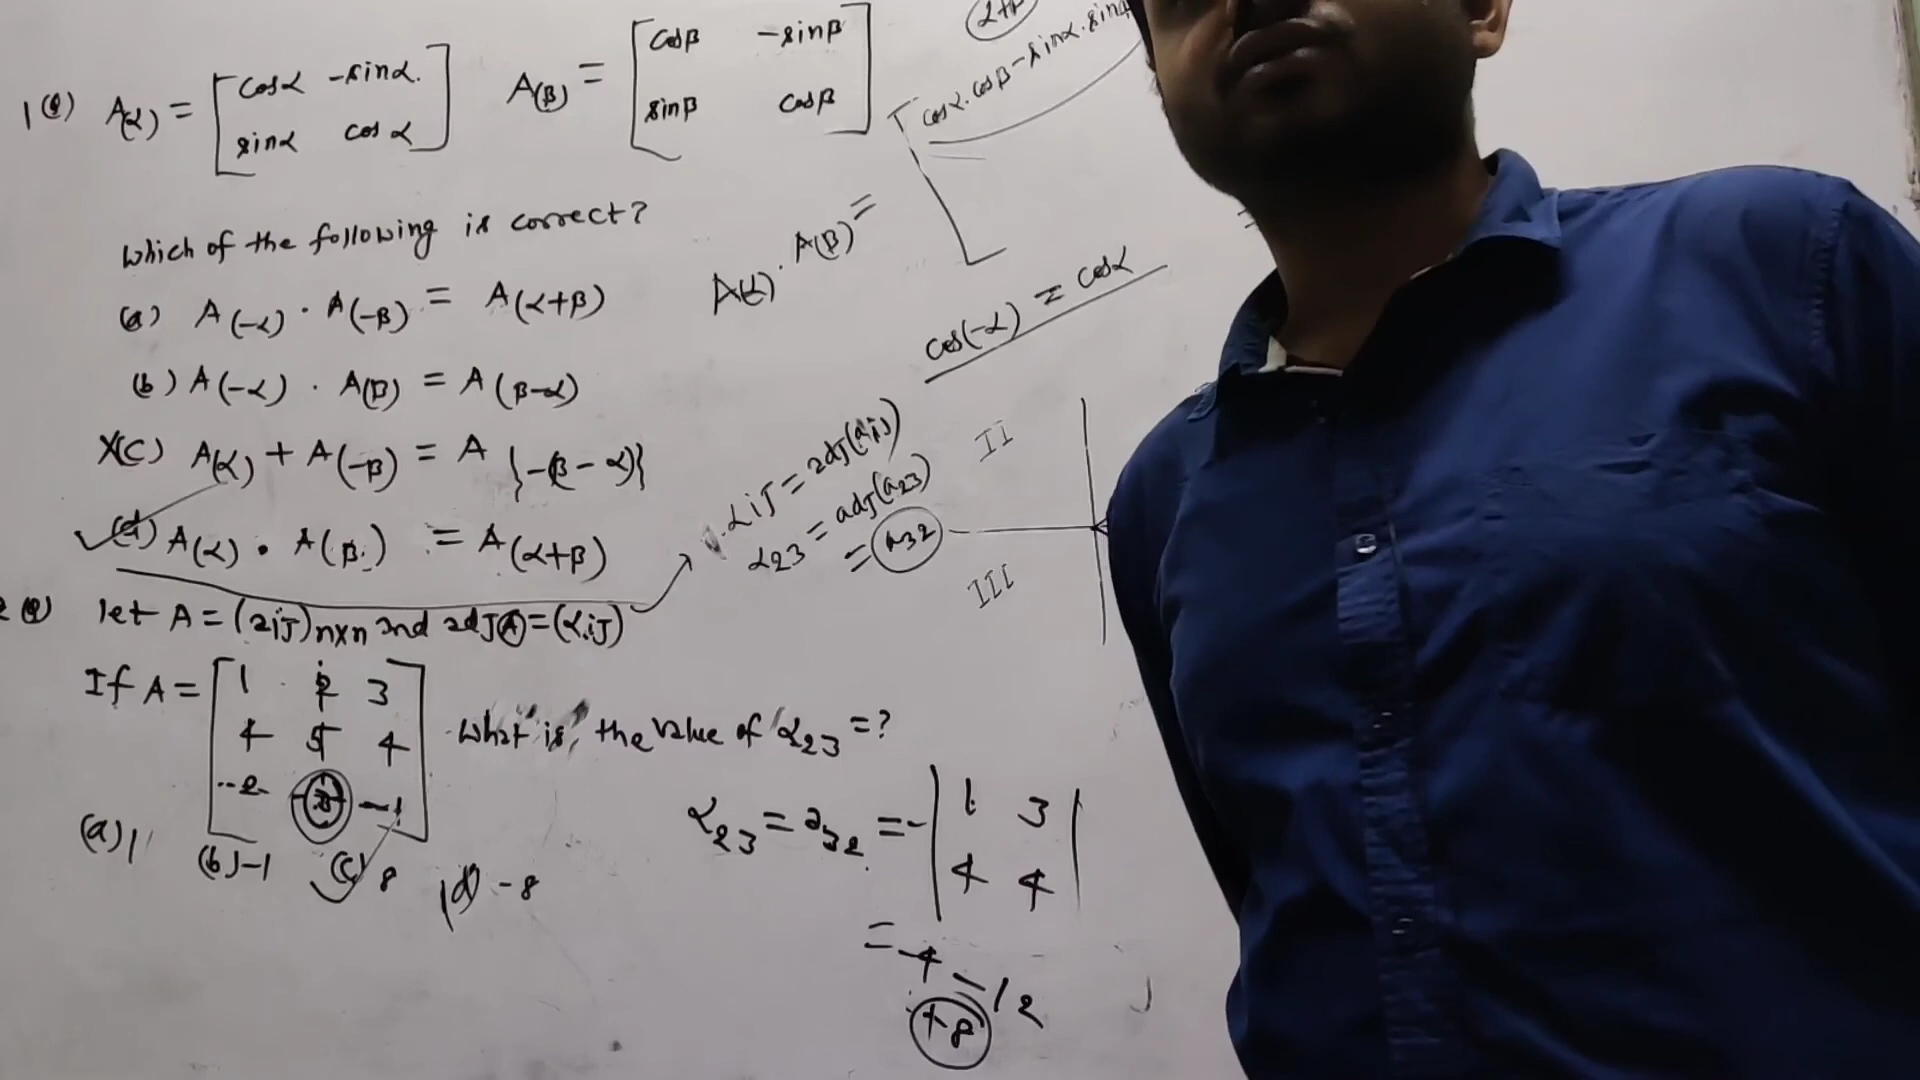 1(Q) A(α) = [cosα -sinα. sinα cosα] A(β) = [cosβ -sinβ sinβ cosβ]
Which of the following is correct?
(a) A(-α) · A(-β) = A(α+β)
(b) A(-α) . A(β) = A(β-α)
X(C) A(α) + A(-β) = A {-(β-α)}
(d) A(α) • A(β) = A(α+β)
A(α) · A(β) =
cosα.cosβ - sinα.sinβ
cos(-α) = cosα
II
III
αij = adj(aij)
α23 = adj(a23)
= a32
2(Q) let A = (aij)nxn and adjA = (αij)
If A = [1 2 3
4 5 4
-1]
What is the value of α23 = ?
(a) 1 (b) -1 (c) 8 (d) -8
α23 = a32 = - |1 3
4 4|
= -4 - 12
+8